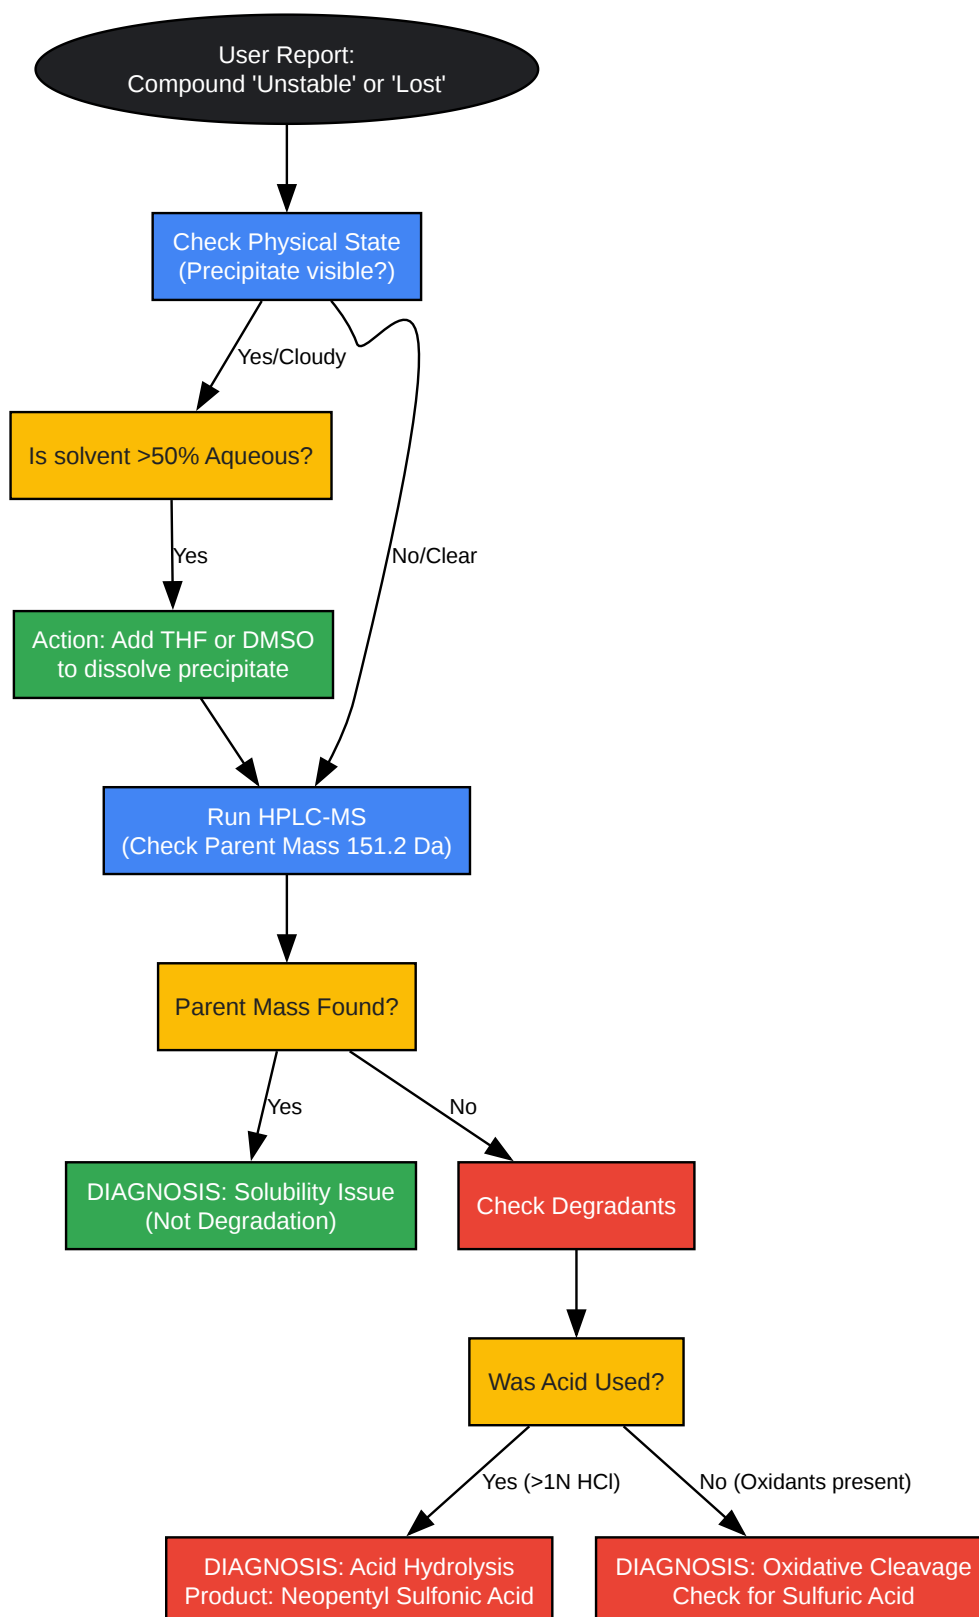 User Report:
Compound 'Unstable' or 'Lost'
Check Physical State
(Precipitate visible?)
Yes/Cloudy
Is solvent >50% Aqueous?
Yes
No/Clear
Action: Add THF or DMSO
to dissolve precipitate
Run HPLC-MS
(Check Parent Mass 151.2 Da)
Parent Mass Found?
Yes
No
DIAGNOSIS: Solubility Issue
(Not Degradation)
Check Degradants
Was Acid Used?
Yes (>1N HCl)
No (Oxidants present)
DIAGNOSIS: Acid Hydrolysis
Product: Neopentyl Sulfonic Acid
DIAGNOSIS: Oxidative Cleavage
Check for Sulfuric Acid